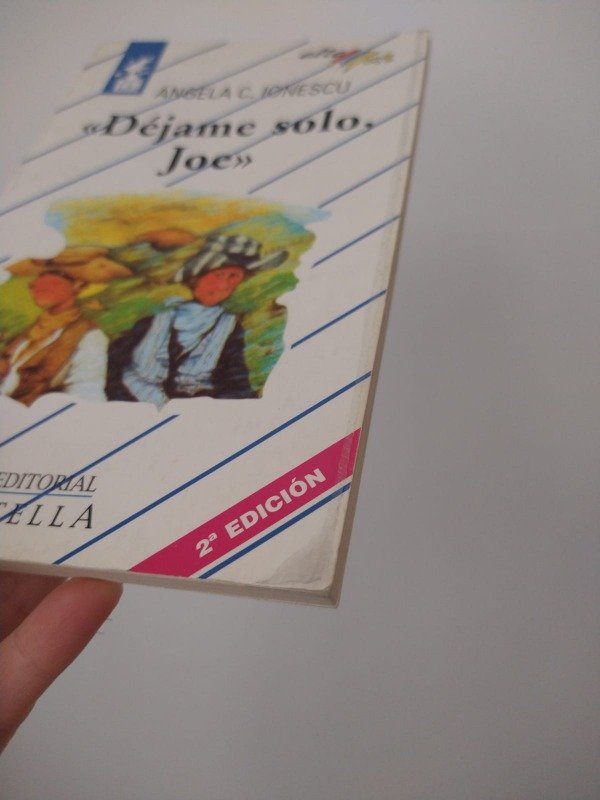 ANGELA C. IONESCU
«Déjame solo,
Joe»
EDITORIAL
2ª EDICIÓN